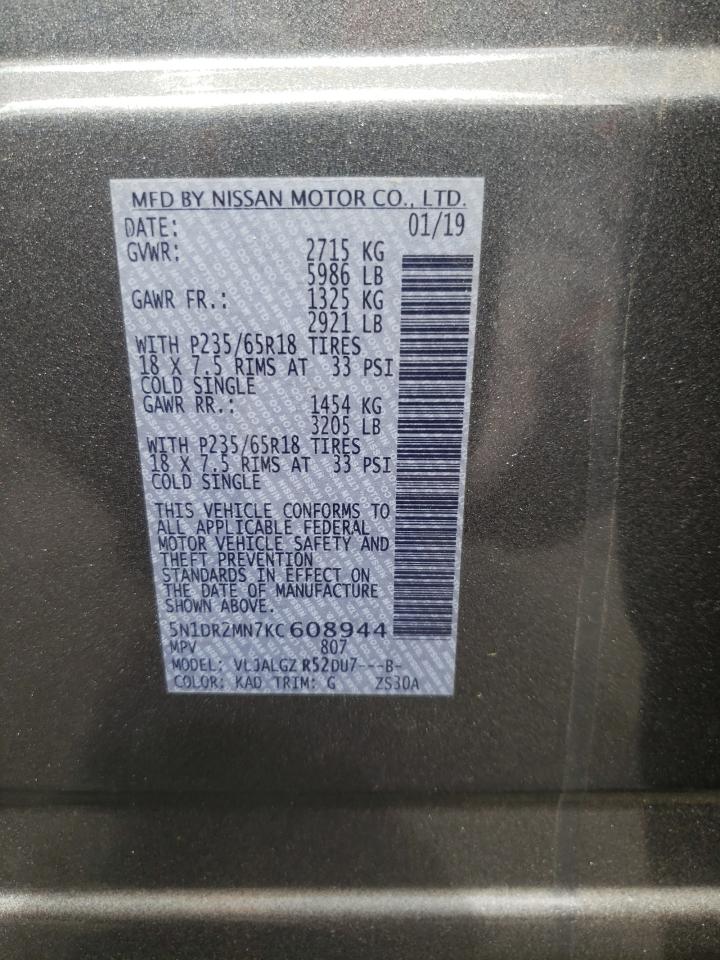 MFD BY NISSAN MOTOR CO., LTD.
DATE: 01/19
GVWR: 2715 KG
5986 LB
GAWR FR.: 1325 KG
2921 LB
WITH P235/65R18 TIRES
18 X 7.5 RIMS AT 33 PSI
COLD SINGLE
GAWR RR.: 1454 KG
3205 LB
WITH P235/65R18 TIRES
18 X 7.5 RIMS AT 33 PSI
COLD SINGLE
THIS VEHICLE CONFORMS TO
ALL APPLICABLE FEDERAL
MOTOR VEHICLE SAFETY AND
THEFT PREVENTION
STANDARDS IN EFFECT ON
THE DATE OF MANUFACTURE
SHOWN ABOVE.
5N1DR2MN7KC608944
MPV 807
MODEL: VLJALGZ R52DU7---B-
COLOR: KAD TRIM: G ZS30A